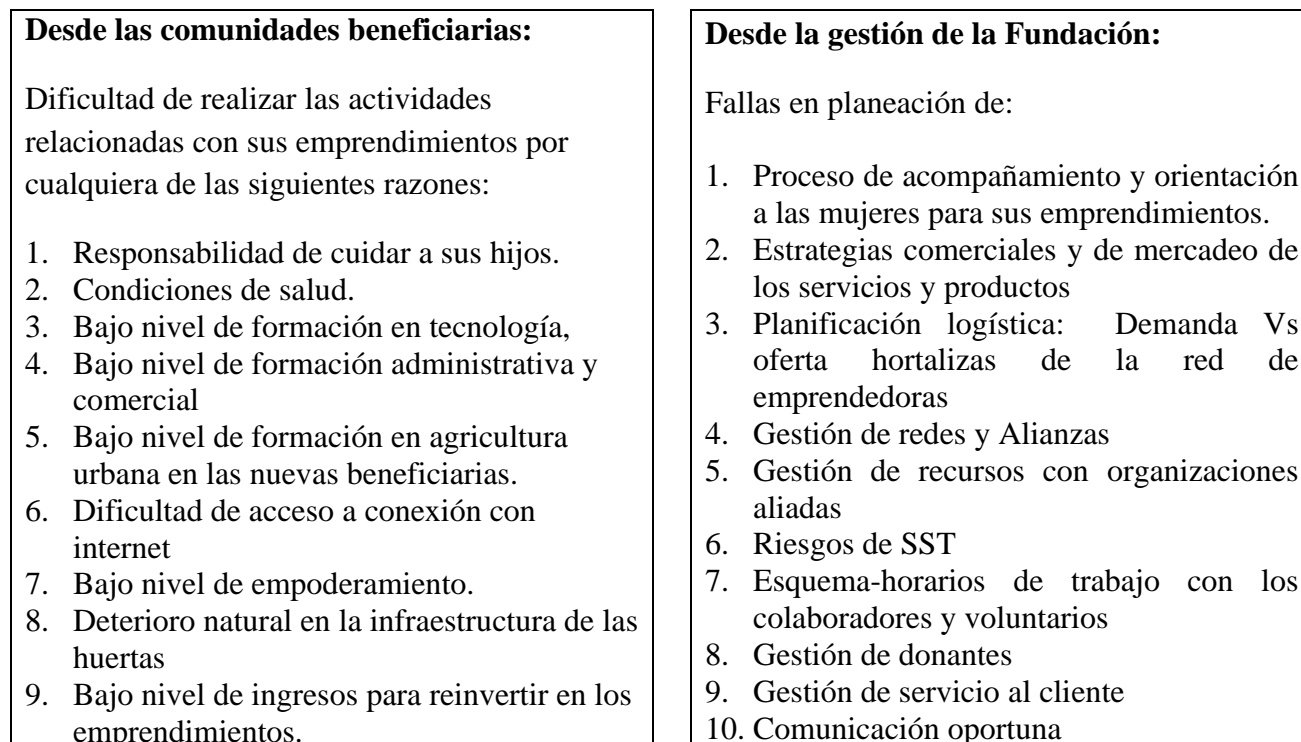 Desde las comunidades beneficiarias:
Dificultad de realizar las actividades
relacionadas con sus emprendimientos por
cualquiera de las siguientes razones:
1. Responsabilidad de cuidar a sus hijos.
2. Condiciones de salud.
3. Bajo nivel de formación en tecnología,
4. Bajo nivel de formación administrativa y
comercial
5. Bajo nivel de formación en agricultura
urbana en las nuevas beneficiarias.
6. Dificultad de acceso a conexión con
internet
7. Bajo nivel de empoderamiento.
8. Deterioro natural en la infraestructura de las
huertas
9. Bajo nivel de ingresos para reinvertir en los
emprendimientos.
Desde la gestión de la Fundación:
Fallas en planeación de:
1. Proceso de acompañamiento y orientación
a las mujeres para sus emprendimientos.
2. Estrategias comerciales y de mercadeo de
los servicios y productos
3. Planificación logística: Demanda Vs
oferta hortalizas de la red de
emprendedoras
4. Gestión de redes y Alianzas
5. Gestión de recursos con organizaciones
aliadas
6. Riesgos de SST
7. Esquema-horarios de trabajo con los
colaboradores y voluntarios
8. Gestión de donantes
9. Gestión de servicio al cliente
10. Comunicación oportuna